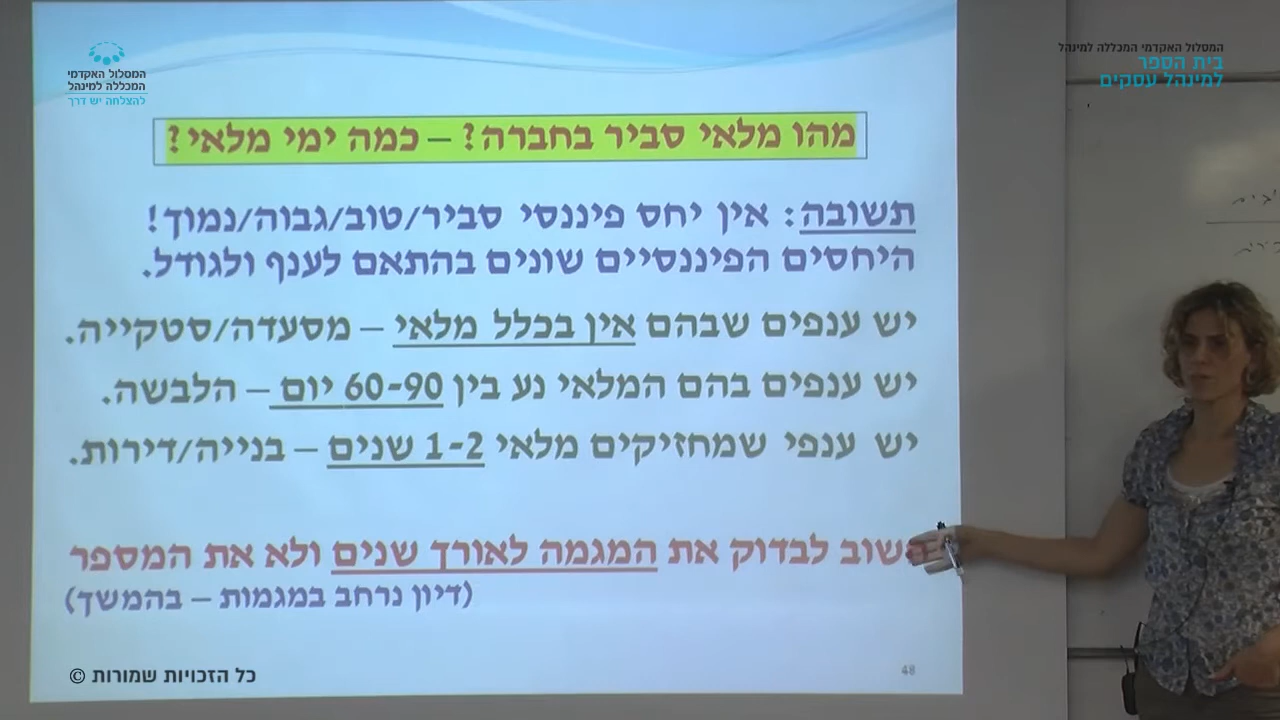 המסלול האקדמי המכללה למינהל
בית הספר
למינהל עסקים
המסלול האקדמי
המכללה למינהל
להצלחה יש דרך
מהו מלאי סביר בחברה? – כמה ימי מלאי?
תשובה: אין יחס פיננסי סביר/טוב/גבוה/נמוך!
היחסים הפיננסיים שונים בהתאם לענף ולגודל.
יש ענפים שבהם אין בכלל מלאי – מסעדה/סטקייה.
יש ענפים בהם המלאי נע בין 60-90 יום – הלבשה.
יש ענפי שמחזיקים מלאי 1-2 שנים – בנייה/דירות.
חשוב לבדוק את המגמה לאורך שנים ולא את המספר
(דיון נרחב במגמות – בהמשך)
כל הזכויות שמורות ©
48